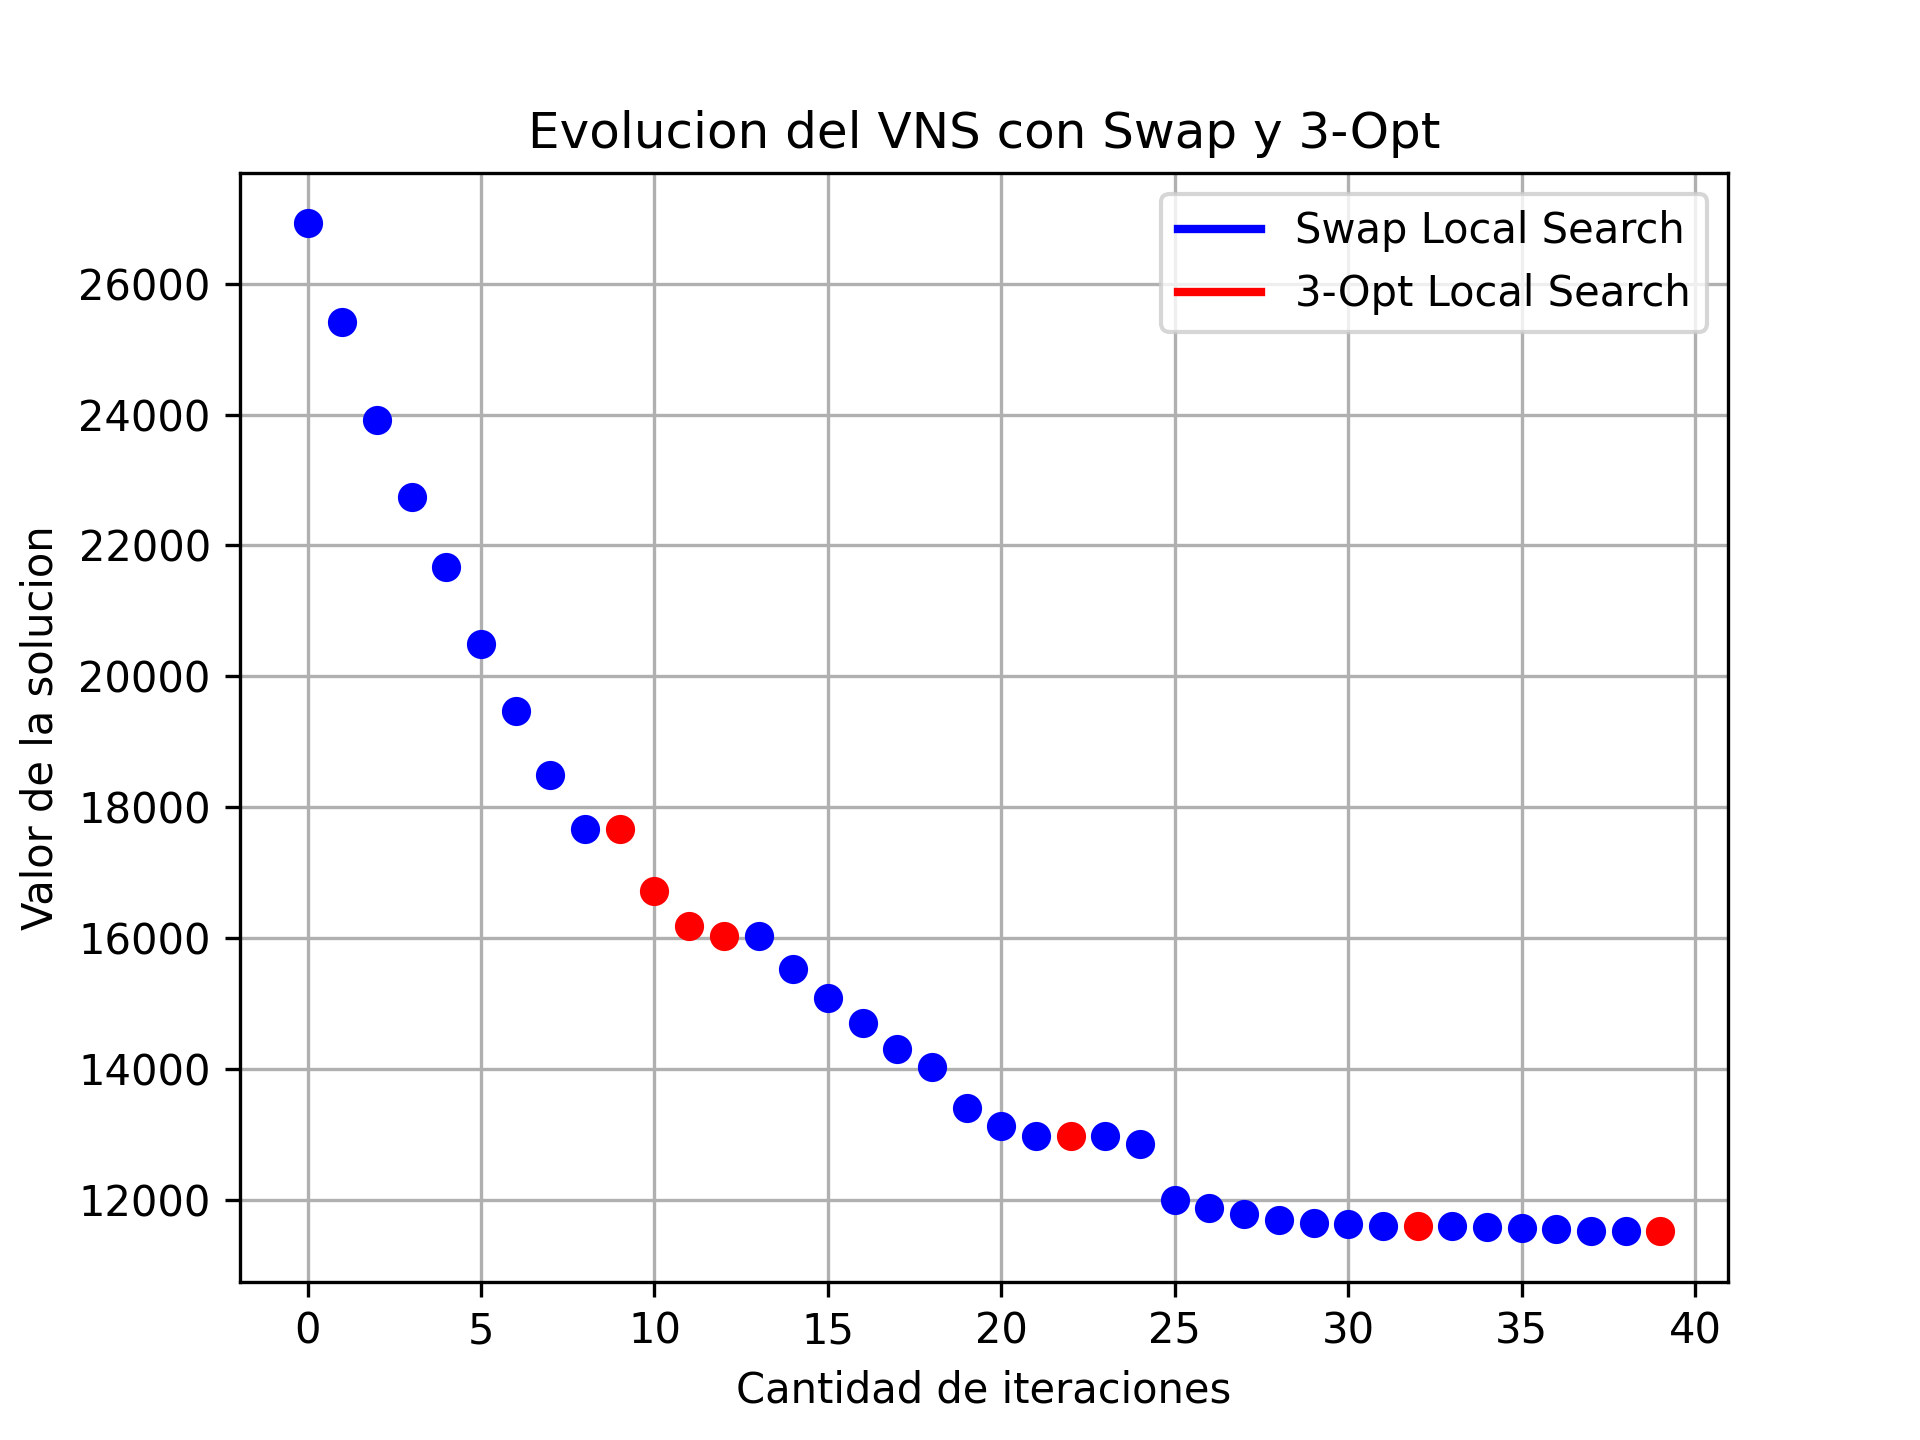 Evolucion del VNS con Swap y 3-Opt
Swap Local Search
3-Opt Local Search
Valor de la solucion
26000
24000
22000
20000
18000
16000
14000
12000
0 5 10 15 20 25 30 35 40
Cantidad de iteraciones